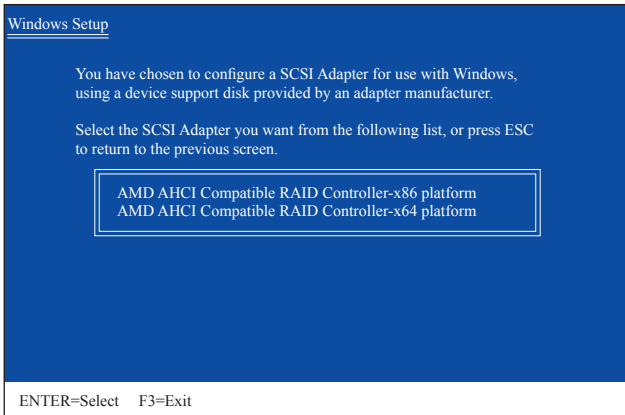 Windows Setup
You have chosen to configure a SCSI Adapter for use with Windows,
using a device support disk provided by an adapter manufacturer.
Select the SCSI Adapter you want from the following list, or press ESC
to return to the previous screen.
AMD AHCI Compatible RAID Controller-x86 platform
AMD AHCI Compatible RAID Controller-x64 platform
ENTER=Select F3=Exit